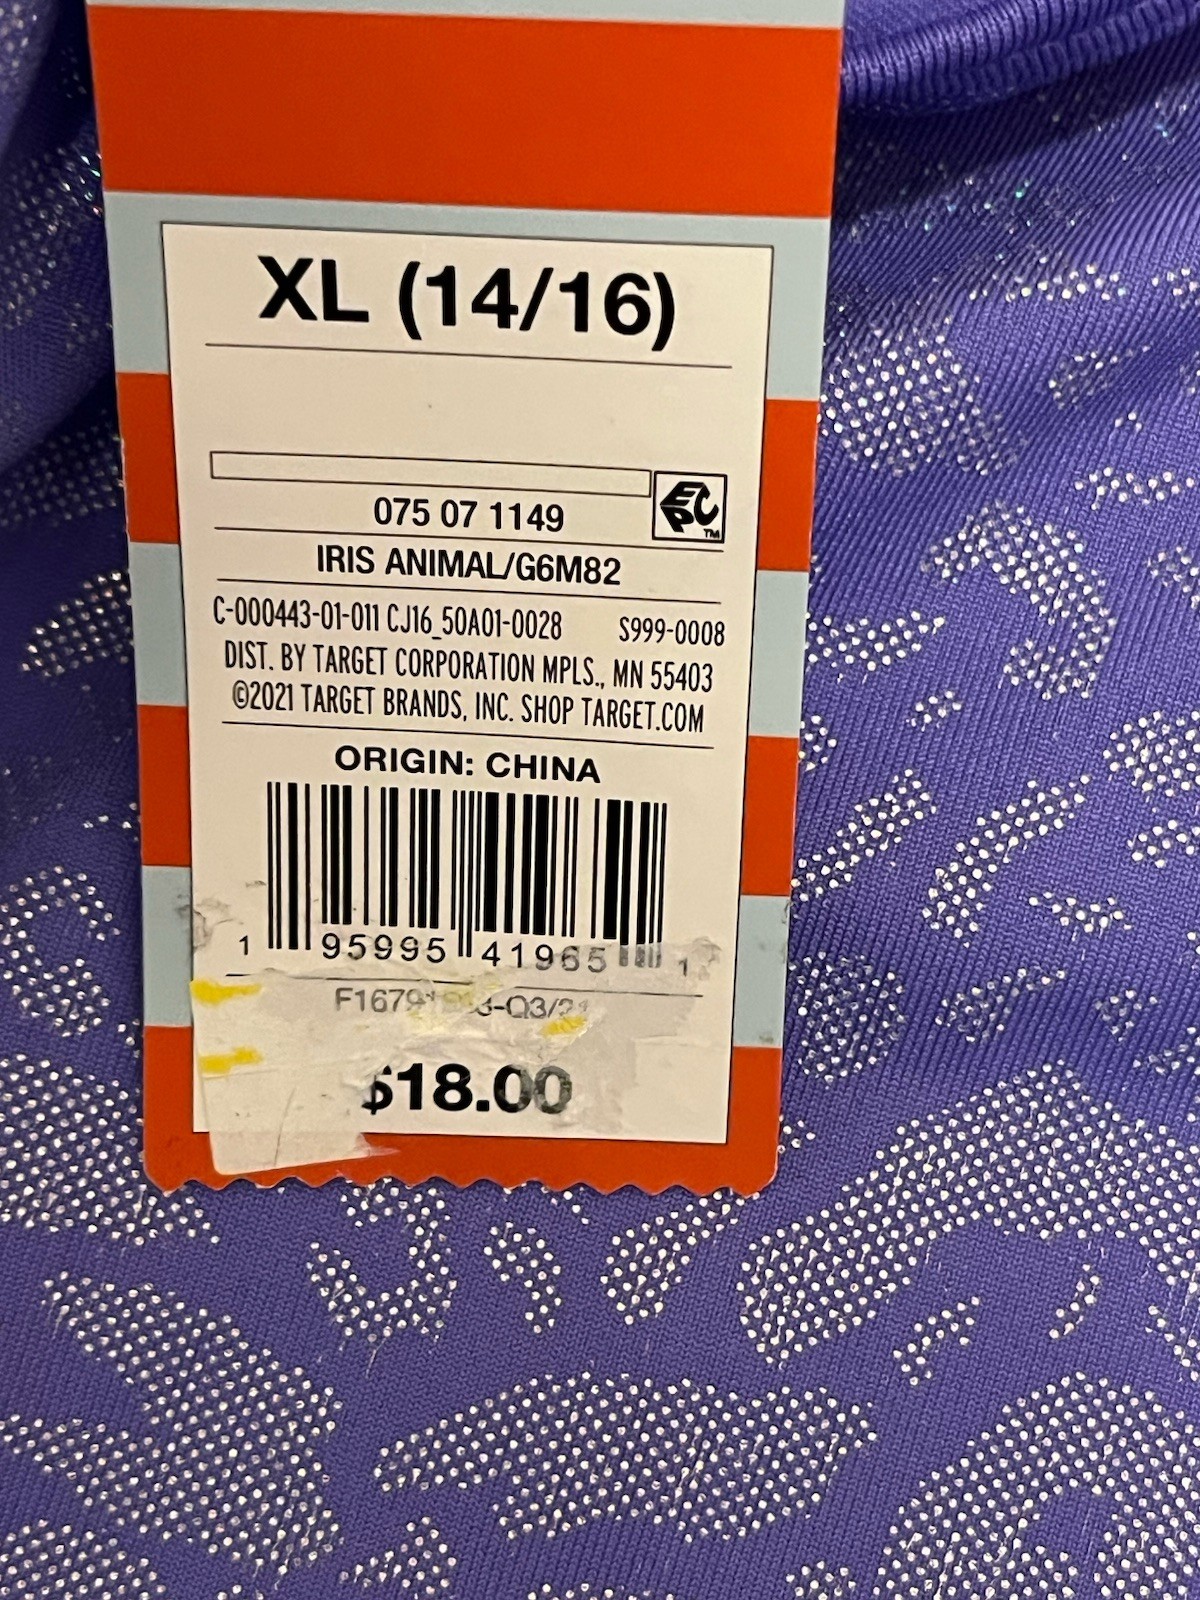 XL (14/16)
EPC
TM
075 07 1149
IRIS ANIMAL/G6M82
C-000443-01-011 CJ16_50A01-0028 S999-0008
DIST. BY TARGET CORPORATION MPLS., MN 55403
©2021 TARGET BRANDS, INC. SHOP TARGET.COM
ORIGIN: CHINA
1 95995 41965 1
$18.00